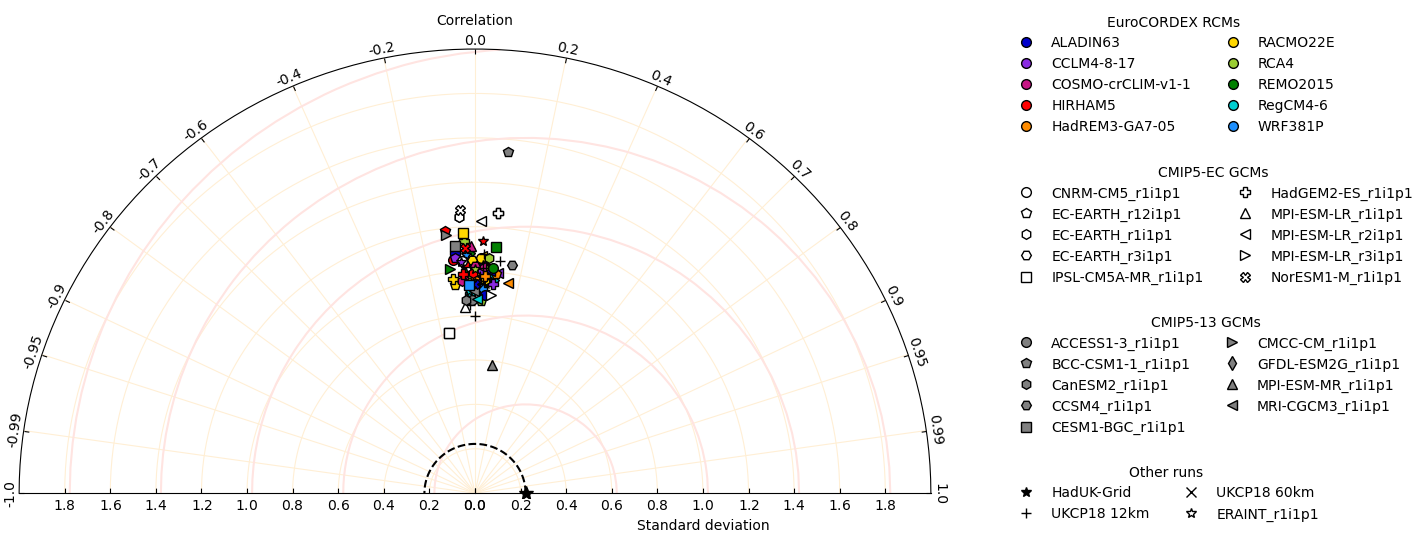 Correlation
-1.0
-0.99
-0.95
-0.9
-0.8
-0.7
-0.6
-0.4
-0.2
0.0
0.2
0.4
0.6
0.7
0.8
0.9
0.95
0.99
1.0
1.8 1.6 1.4 1.2 1.0 0.8 0.6 0.4 0.2 0.0 0.2 0.4 0.6 0.8 1.0 1.2 1.4 1.6 1.8
Standard deviation
EuroCORDEX RCMs
ALADIN63 RACMO22E
CCLM4-8-17 RCA4
COSMO-crCLIM-v1-1 REMO2015
HIRHAM5 RegCM4-6
HadREM3-GA7-05 WRF381P
CMIP5-EC GCMs
CNRM-CM5_r1i1p1 HadGEM2-ES_r1i1p1
EC-EARTH_r12i1p1 MPI-ESM-LR_r1i1p1
EC-EARTH_r1i1p1 MPI-ESM-LR_r2i1p1
EC-EARTH_r3i1p1 MPI-ESM-LR_r3i1p1
IPSL-CM5A-MR_r1i1p1 NorESM1-M_r1i1p1
CMIP5-13 GCMs
ACCESS1-3_r1i1p1 CMCC-CM_r1i1p1
BCC-CSM1-1_r1i1p1 GFDL-ESM2G_r1i1p1
CanESM2_r1i1p1 MPI-ESM-MR_r1i1p1
CCSM4_r1i1p1 MRI-CGCM3_r1i1p1
CESM1-BGC_r1i1p1
Other runs
HadUK-Grid UKCP18 60km
UKCP18 12km ERAINT_r1i1p1